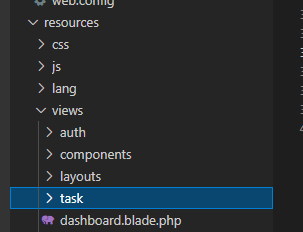 web.config
resources
css
js
lang
views
auth
components
layouts
task
dashboard.blade.php